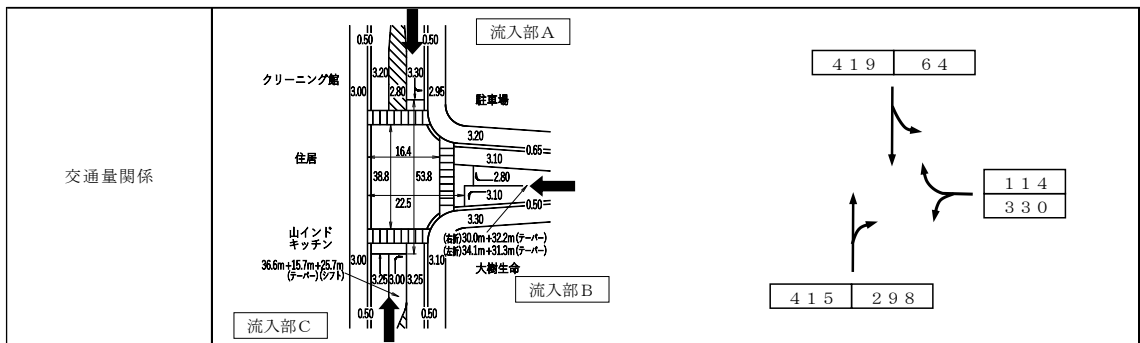 交通量関係
流入部A
0.50
0.50
3.20
3.30
クリーニング館
3.00
2.80
2.95
駐車場
3.20
0.65
3.10
住居
16.4
38.8
53.8
2.80
3.10
22.5
0.50
3.30
山インド
キッチン
(右折)30.0m+32.2m(テーパー)
(左折)34.1m+31.3m(テーパー)
36.6m+15.7m+25.7m
(テーパー)(シフト)
3.00
3.25
3.00
3.25
3.10
大樹生命
流入部B
0.50
0.50
流入部C
419 64
114
330
415 298